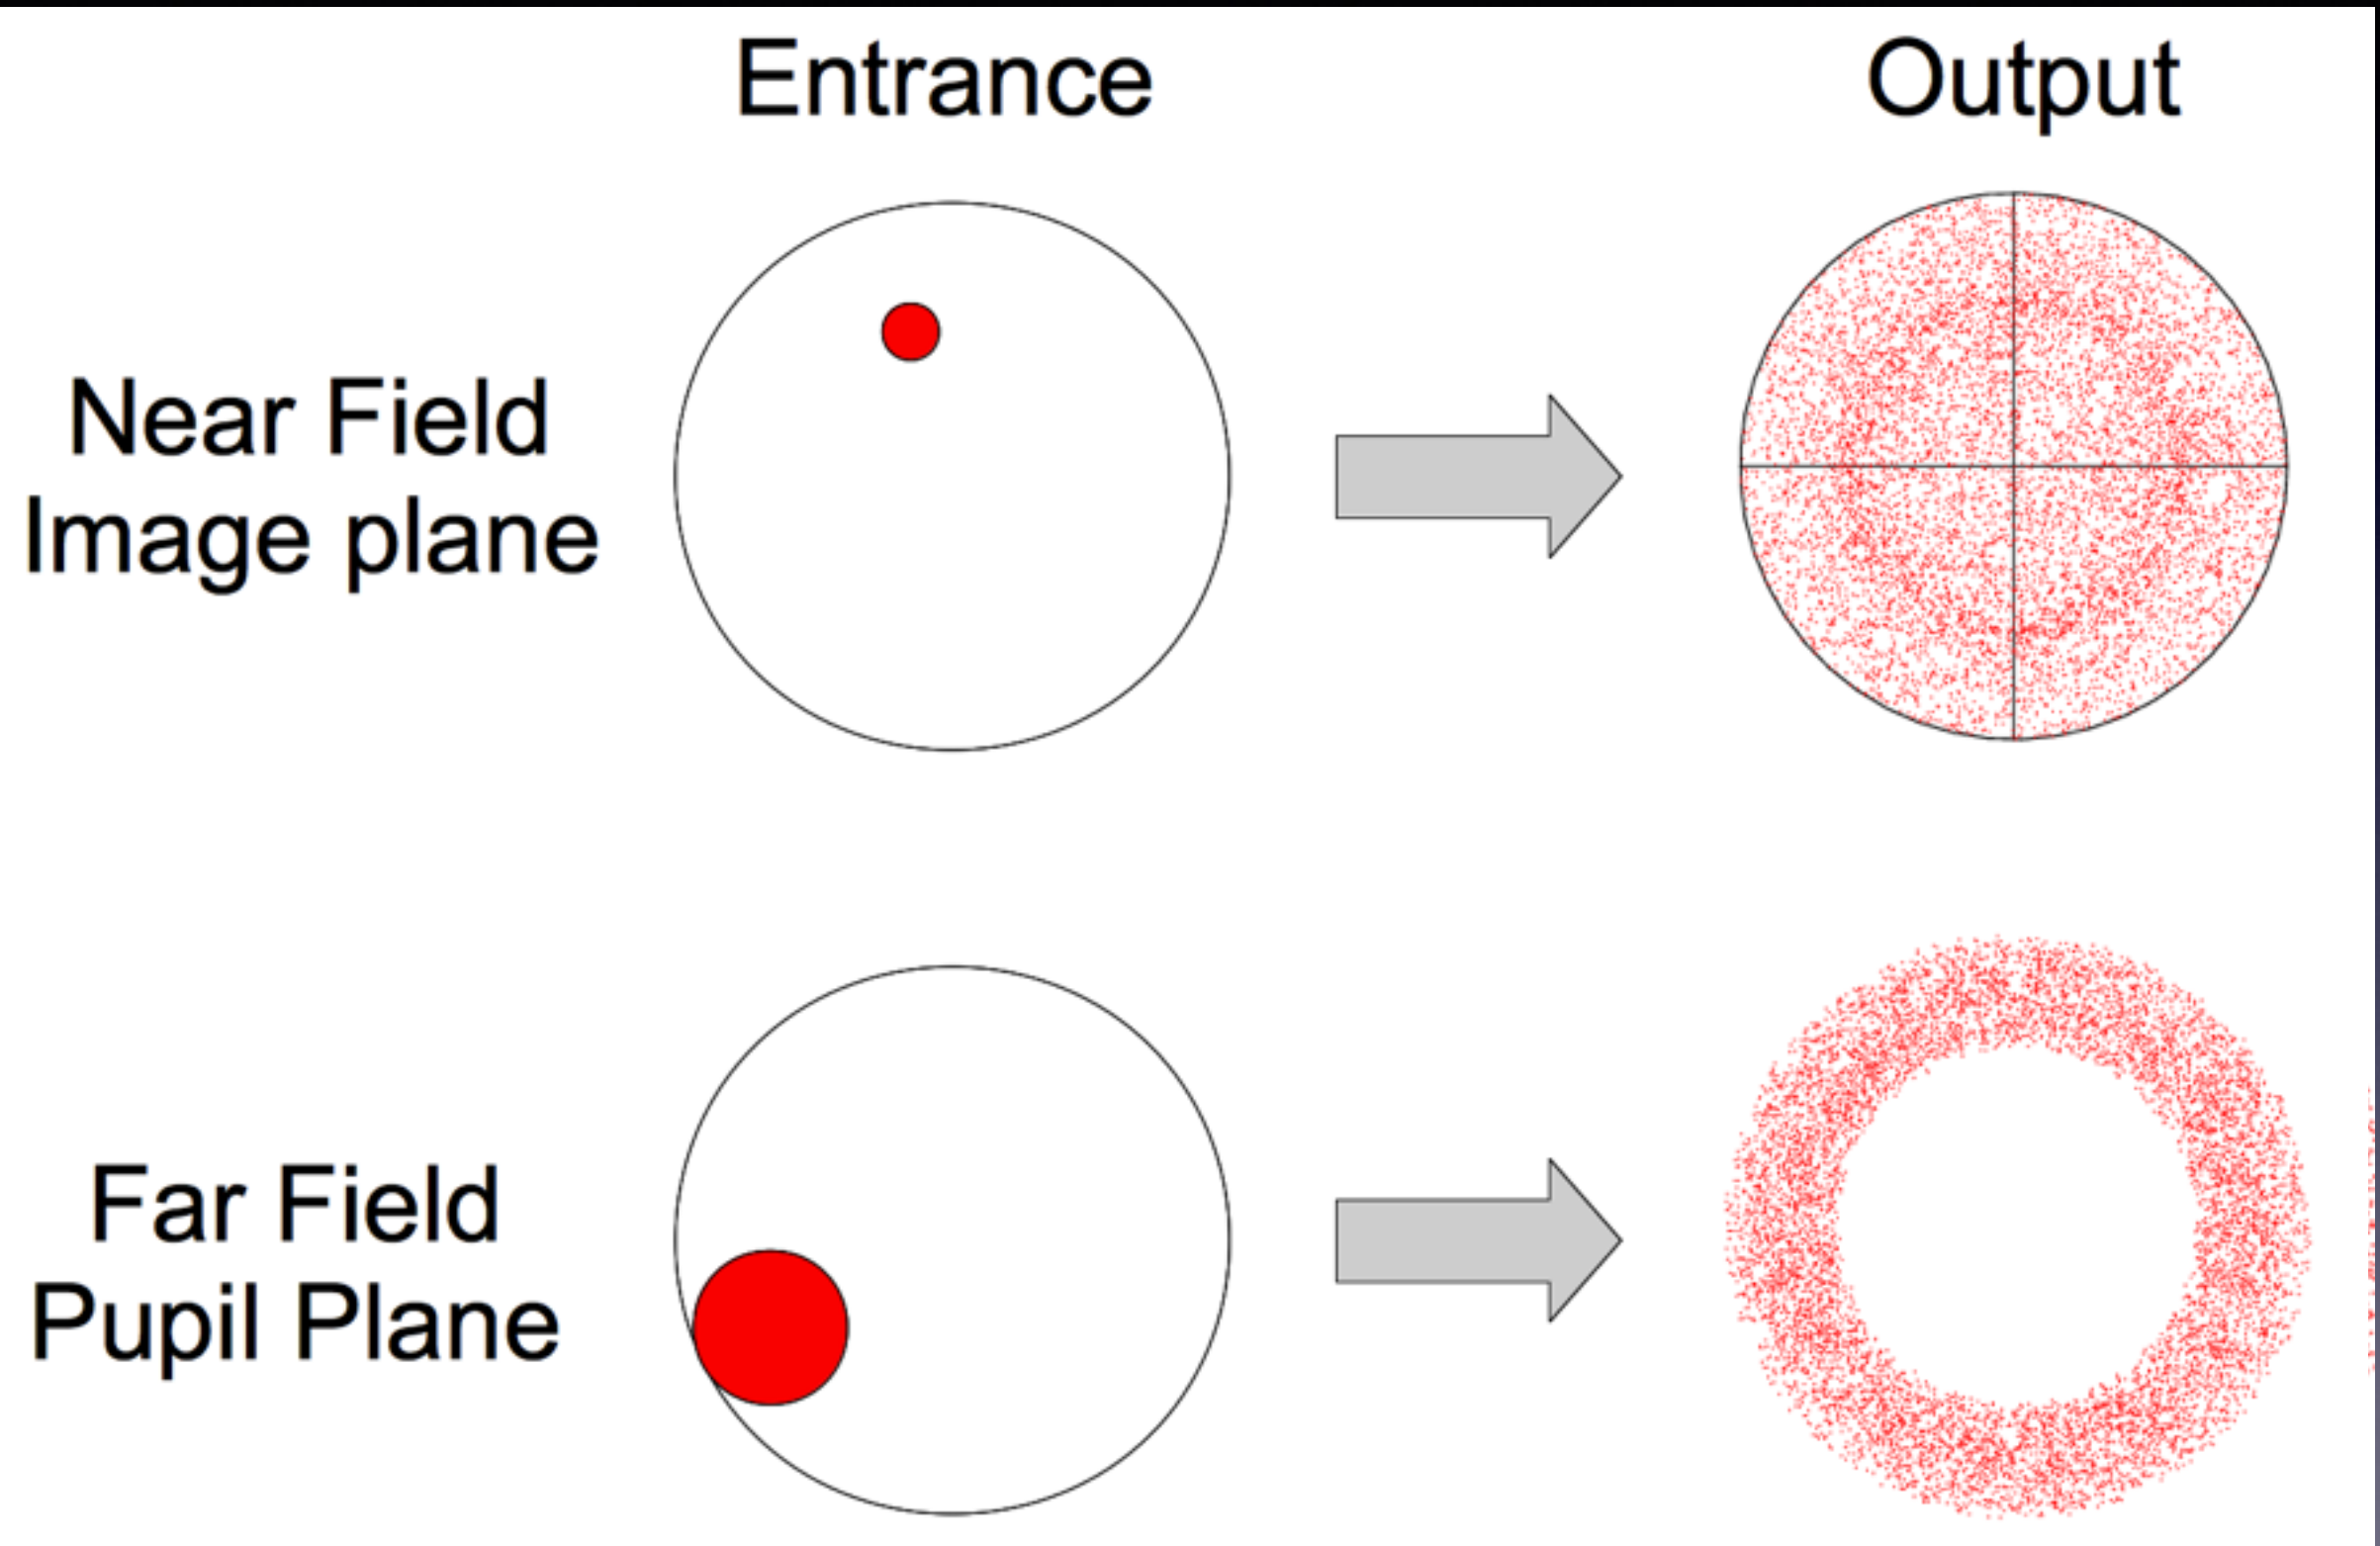 Entrance
Output
Near Field
Image plane
Far Field
Pupil Plane